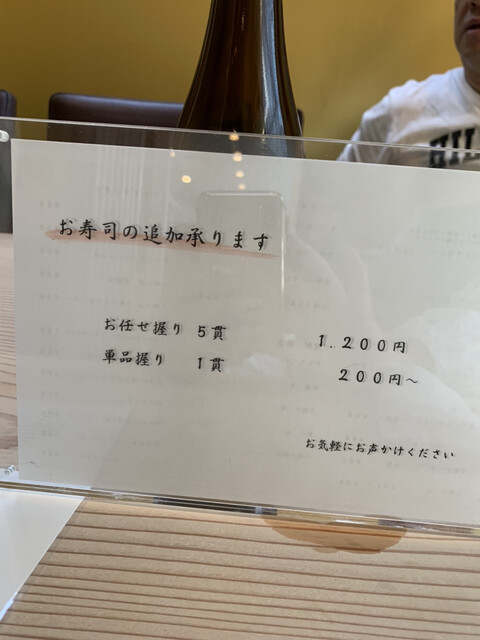 お寿司の追加承ります
お任せ握り 5貫 1.200円
単品握り 1貫 200円～
お気軽にお声かけください